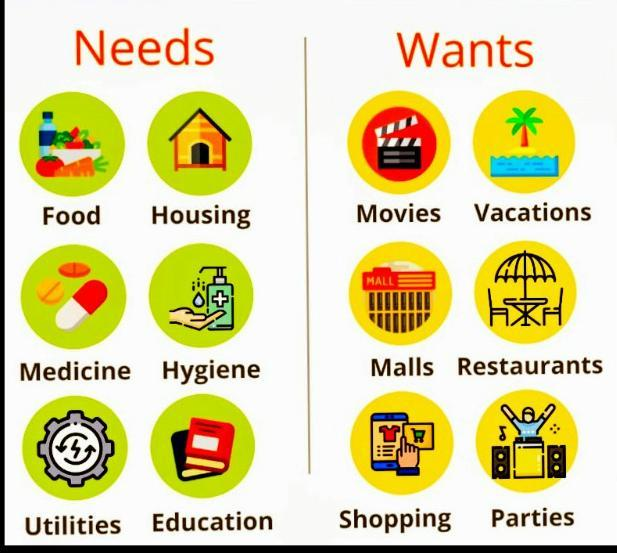 Needs
Wants
Food
Housing
Movies
Vacations
MALL
Medicine
Hygiene
Malls
Restaurants
Utilities
Education
Shopping
Parties